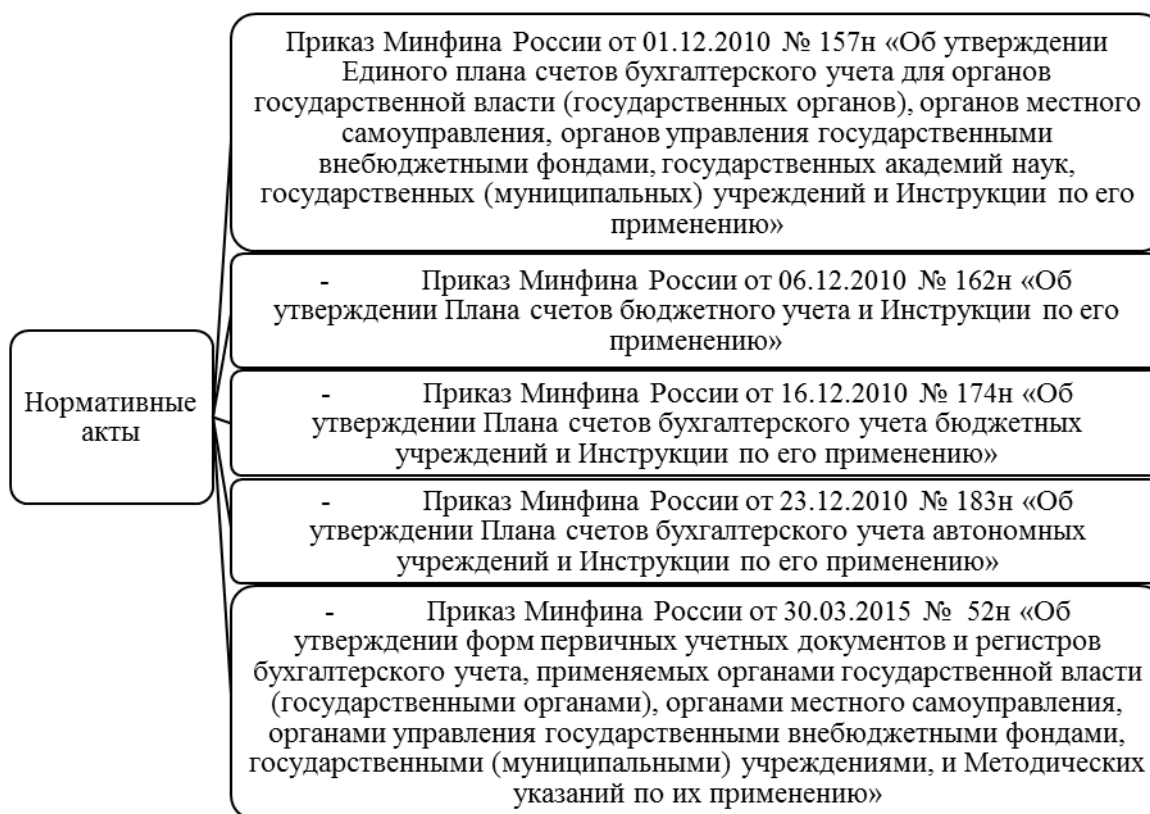 Нормативные
акты
Приказ Минфина России от 01.12.2010 № 157н «Об утверждении
Единого плана счетов бухгалтерского учета для органов
государственной власти (государственных органов), органов местного
самоуправления, органов управления государственными
внебюджетными фондами, государственных академий наук,
государственных (муниципальных) учреждений и Инструкции по его
применению»
- Приказ Минфина России от 06.12.2010 № 162н «Об
утверждении Плана счетов бюджетного учета и Инструкции по его
применению»
- Приказ Минфина России от 16.12.2010 № 174н «Об
утверждении Плана счетов бухгалтерского учета бюджетных
учреждений и Инструкции по его применению»
- Приказ Минфина России от 23.12.2010 № 183н «Об
утверждении Плана счетов бухгалтерского учета автономных
учреждений и Инструкции по его применению»
- Приказ Минфина России от 30.03.2015 № 52н «Об
утверждении форм первичных учетных документов и регистров
бухгалтерского учета, применяемых органами государственной власти
(государственными органами), органами местного самоуправления,
органами управления государственными внебюджетными фондами,
государственными (муниципальными) учреждениями, и Методических
указаний по их применению»